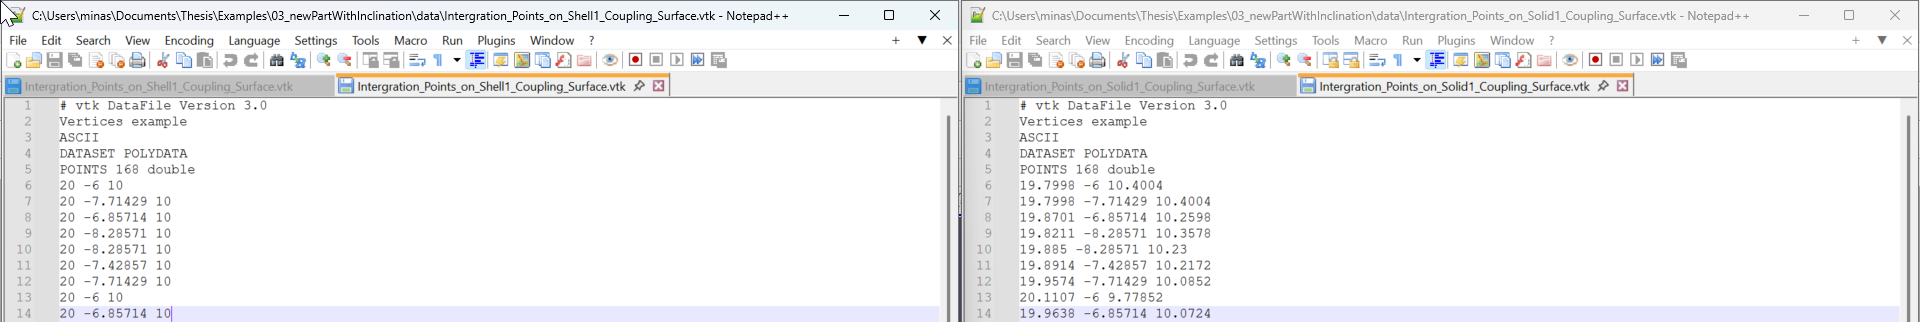 C:\Users\minas\Documents\Thesis\Examples\03_newPartWithInclination\data\Intergration_Points_on_Shell1_Coupling_Surface.vtk - Notepad++
File Edit Search View Encoding Language Settings Tools Macro Run Plugins Window ?
Intergration_Points_on_Shell1_Coupling_Surface.vtk Intergration_Points_on_Shell1_Coupling_Surface.vtk
1 # vtk DataFile Version 3.0
2 Vertices example
3 ASCII
4 DATASET POLYDATA
5 POINTS 168 double
6 20 -6 10
7 20 -7.71429 10
8 20 -6.85714 10
9 20 -8.28571 10
10 20 -8.28571 10
11 20 -7.42857 10
12 20 -7.71429 10
13 20 -6 10
14 20 -6.85714 10
C:\Users\minas\Documents\Thesis\Examples\03_newPartWithInclination\data\Intergration_Points_on_Solid1_Coupling_Surface.vtk - Notepad++
File Edit Search View Encoding Language Settings Tools Macro Run Plugins Window ?
Intergration_Points_on_Shell1_Coupling_Surface.vtk Intergration_Points_on_Solid1_Coupling_Surface.vtk
1 # vtk DataFile Version 3.0
2 Vertices example
3 ASCII
4 DATASET POLYDATA
5 POINTS 168 double
6 19.7998 -6 10.4004
7 19.7998 -7.71429 10.4004
8 19.8701 -6.85714 10.2598
9 19.8211 -8.28571 10.3578
10 19.885 -8.28571 10.23
11 19.8914 -7.42857 10.2172
12 19.9574 -7.71429 10.0852
13 20.1107 -6 9.77852
14 19.9638 -6.85714 10.0724